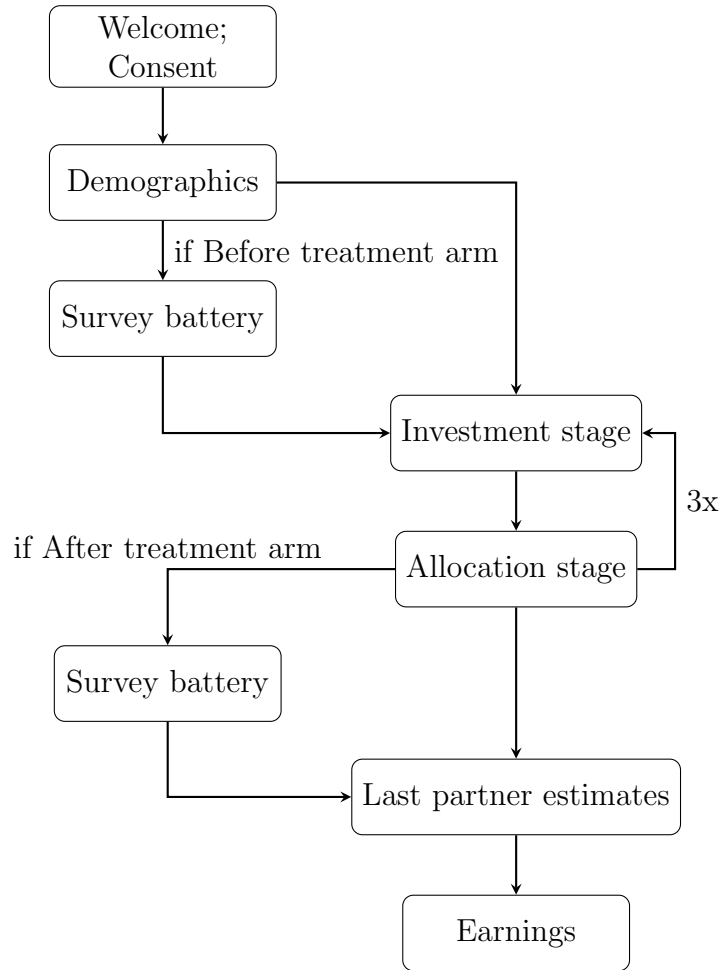 Welcome;
Consent
Demographics
if Before treatment arm
Survey battery
Investment stage
3x
if After treatment arm
Allocation stage
Survey battery
Last partner estimates
Earnings